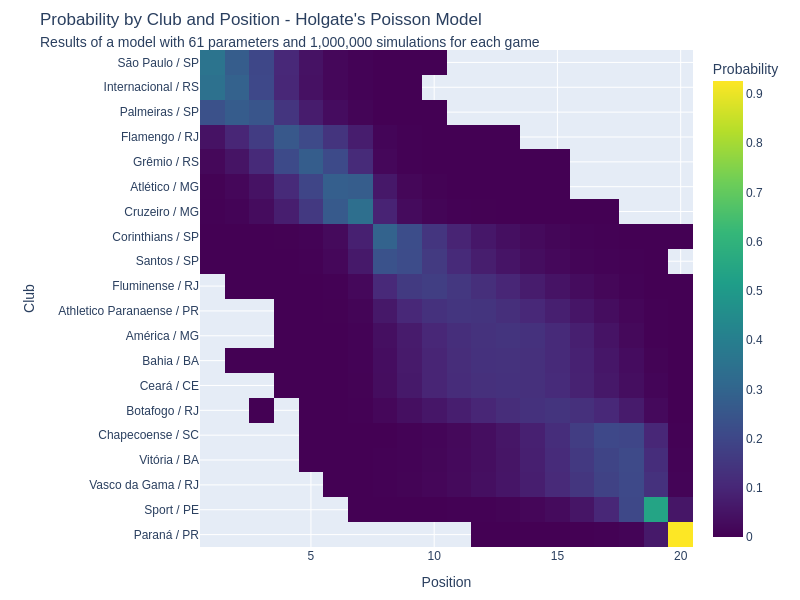 Probability by Club and Position - Holgate's Poisson Model
Results of a model with 61 parameters and 1,000,000 simulations for each game
Probability
São Paulo / SP
Internacional / RS
Palmeiras / SP
Flamengo / RJ
Grêmio / RS
Atlético / MG
Cruzeiro / MG
Corinthians / SP
Santos / SP
Fluminense / RJ
Athletico Paranaense / PR
América / MG
Bahia / BA
Ceará / CE
Botafogo / RJ
Chapecoense / SC
Vitória / BA
Vasco da Gama / RJ
Sport / PE
Paraná / PR
Club
5
10
15
20
Position
0.9
0.8
0.7
0.6
0.5
0.4
0.3
0.2
0.1
0